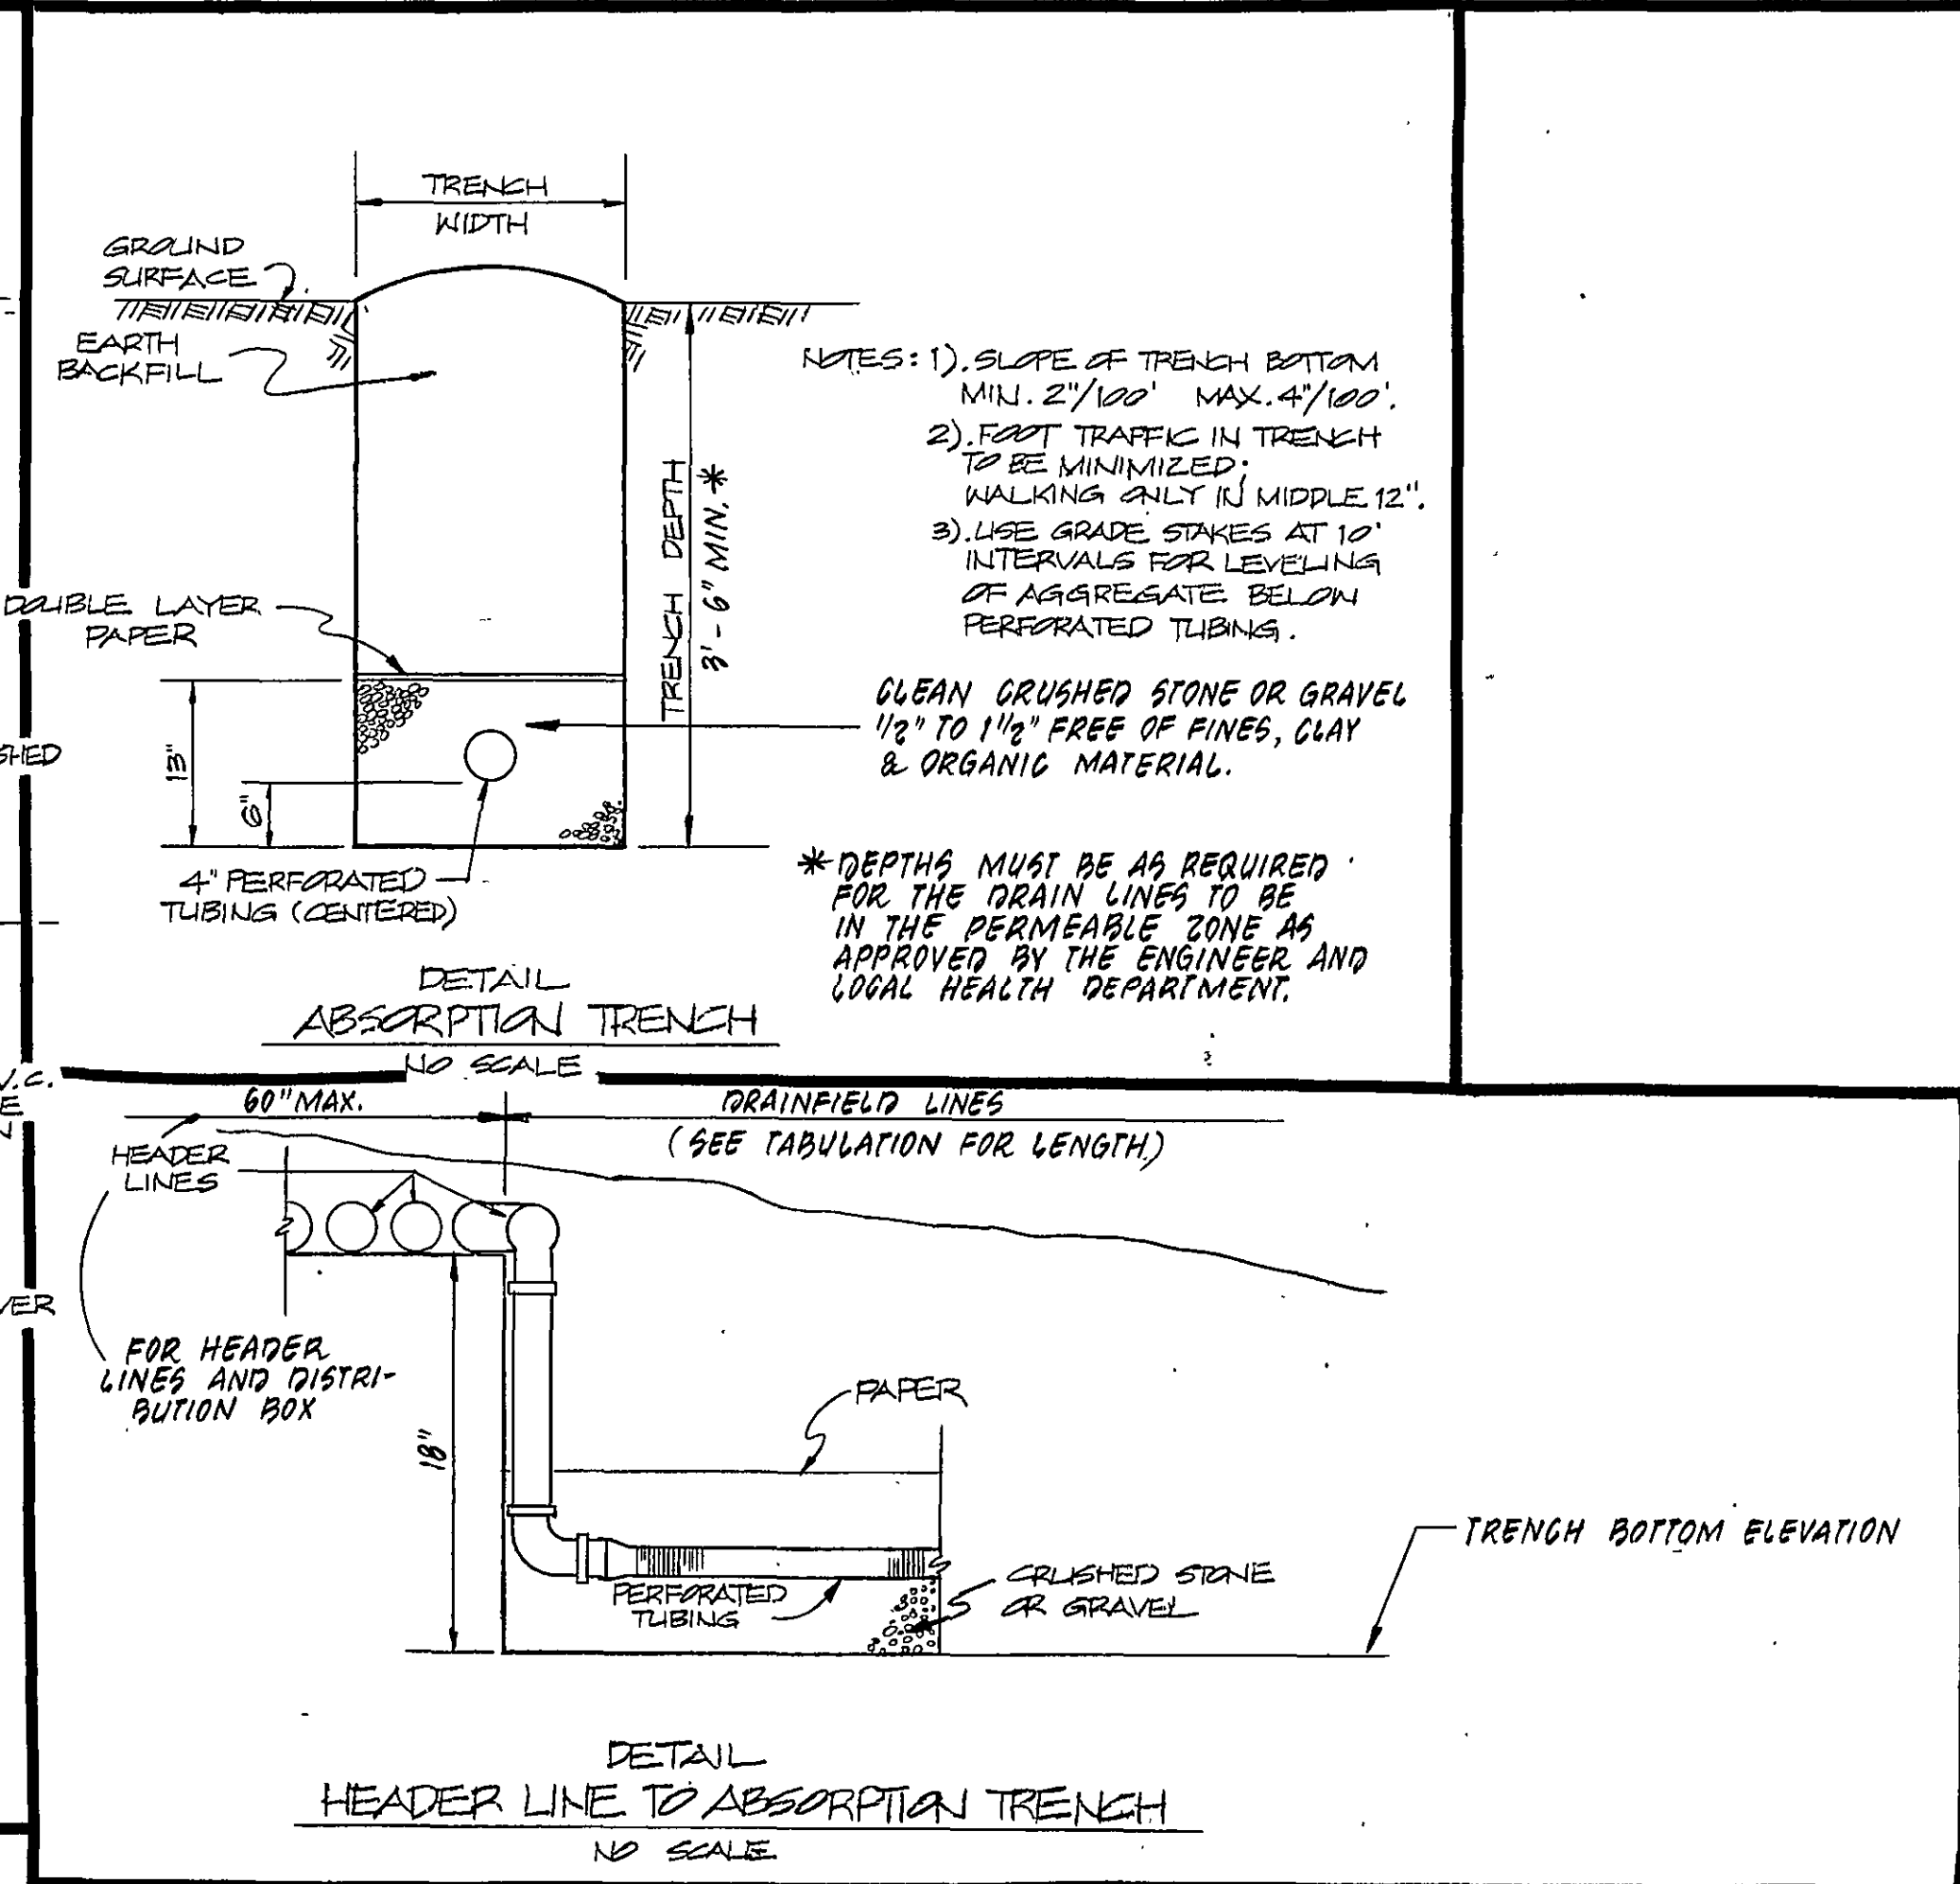 TRENCH
WIDTH
GROUND
SURFACE
EARTH
BACKFILL
NOTES: 1). SLOPE OF TRENCH BOTTOM
MIN. 2"/100' MAX. 4"/100'.
2). FOOT TRAFFIC IN TRENCH
TO BE MINIMIZED;
WALKING ONLY IN MIDDLE 12".
3). USE GRADE STAKES AT 10'
INTERVALS FOR LEVELING
OF AGGREGATE BELOW
PERFORATED TUBING.
TRENCH DEPTH
3'-6" MIN. *
DOUBLE LAYER
PAPER
CLEAN CRUSHED STONE OR GRAVEL
1/2" TO 1 1/2" FREE OF FINES, CLAY
& ORGANIC MATERIAL.
SHED
13"
6"
4" PERFORATED
TUBING (CENTERED)
* DEPTHS MUST BE AS REQUIRED
FOR THE DRAIN LINES TO BE
IN THE PERMEABLE ZONE AS
APPROVED BY THE ENGINEER AND
LOCAL HEALTH DEPARTMENT.
DETAIL
ABSORPTION TRENCH
NO SCALE
V.C.
E
L
60" MAX.
DRAINFIELD LINES
(SEE TABULATION FOR LENGTH)
HEADER
LINES
VER
FOR HEADER
LINES AND DISTRI-
BUTION BOX
18"
PAPER
TRENCH BOTTOM ELEVATION
PERFORATED
TUBING
CRUSHED STONE
OR GRAVEL
DETAIL
HEADER LINE TO ABSORPTION TRENCH
NO SCALE